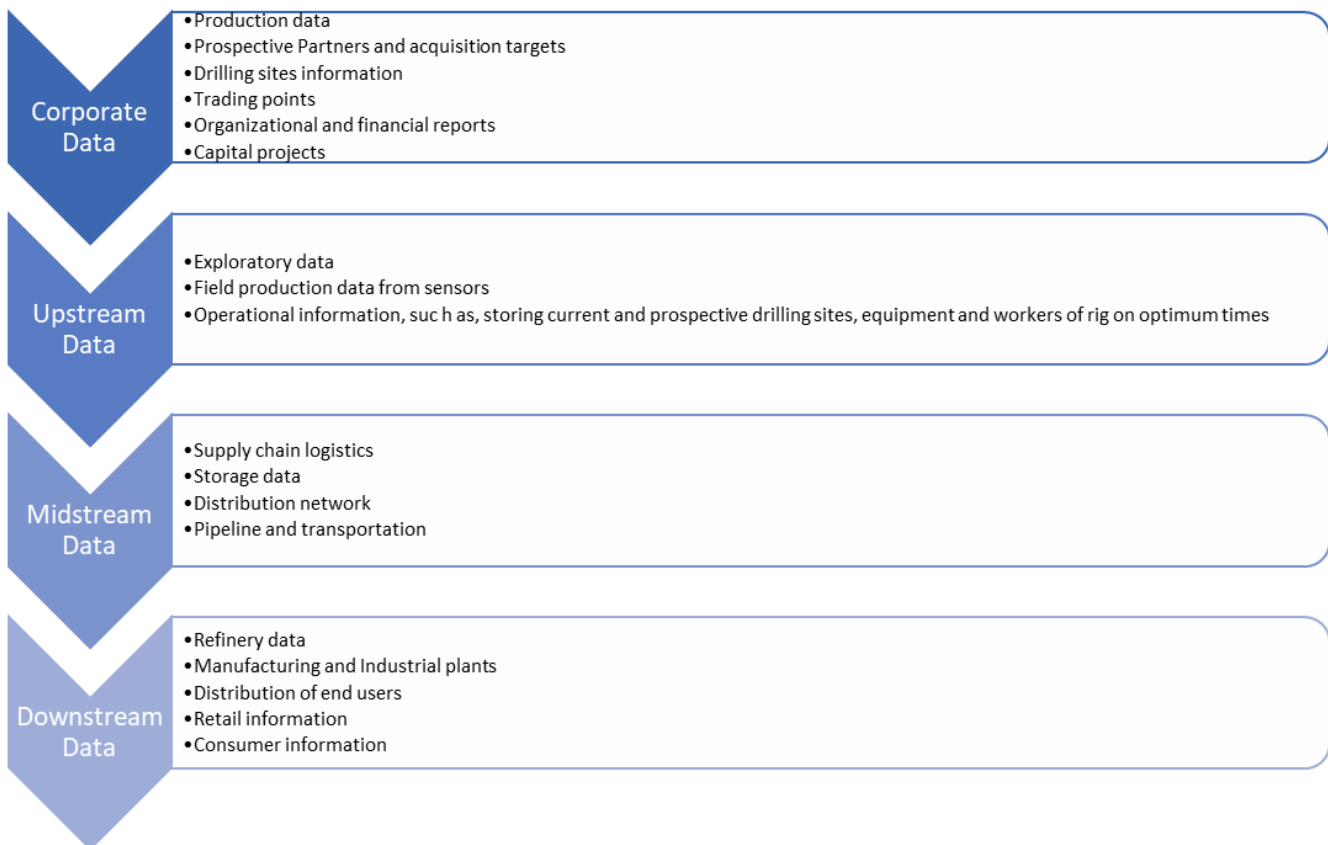 Corporate
Data
•Production data
•Prospective Partners and acquisition targets
•Drilling sites information
•Trading points
•Organizational and financial reports
•Capital projects
Upstream
Data
•Exploratory data
•Field production data from sensors
•Operational information, suc h as, storing current and prospective drilling sites, equipment and workers of rig on optimum times
Midstream
Data
•Supply chain logistics
•Storage data
•Distribution network
•Pipeline and transportation
Downstream
Data
•Refinery data
•Manufacturing and Industrial plants
•Distribution of end users
•Retail information
•Consumer information